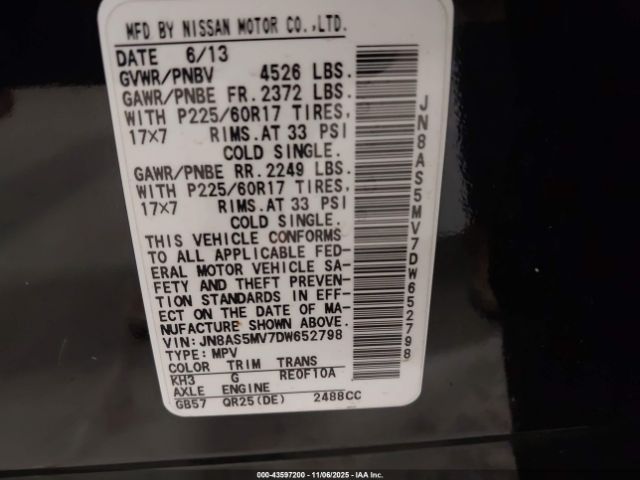 MFD BY NISSAN MOTOR CO.,LTD.
DATE 6/13
GVWR/PNBV 4526 LBS.
GAWR/PNBE FR. 2372 LBS.
WITH P225/60R17 TIRES,
17x7 RIMS.AT 33 PSI
COLD SINGLE.
GAWR/PNBE RR. 2249 LBS.
WITH P225/60R17 TIRES,
17x7 RIMS.AT 33 PSI
COLD SINGLE.
THIS VEHICLE CONFORMS
TO ALL APPLICABLE FED-
ERAL MOTOR VEHICLE SA-
FETY AND THEFT PREVEN-
TION STANDARDS IN EFF-
ECT ON THE DATE OF MA-
NUFACTURE SHOWN ABOVE.
VIN:JN8AS5MV7DW652798
TYPE:MPV
COLOR TRIM TRANS
KH3 G RE0F10A
AXLE ENGINE
GB57 QR25(DE) 2488CC
JN8AS5MV7DW652798
000-43597200 - 11/06/2025 - IAA Inc.